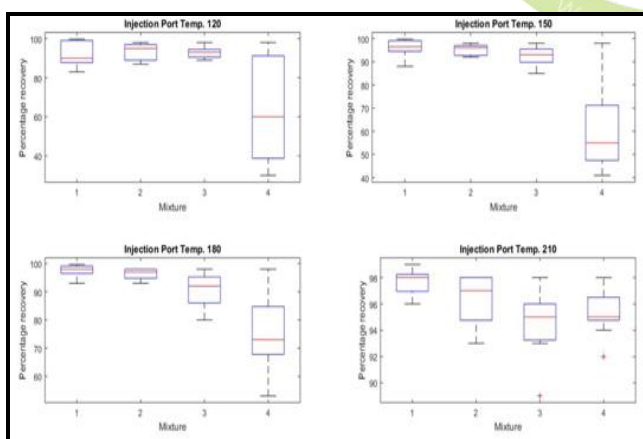 Injection Port Temp. 120
100
80
60
40
Percentage recovery
1 2 3 4
Mixture
Injection Port Temp. 150
100
90
80
70
60
50
40
Percentage recovery
1 2 3 4
Mixture
Injection Port Temp. 180
100
90
80
70
60
Percentage recovery
1 2 3 4
Mixture
Injection Port Temp. 210
98
96
94
92
90
Percentage recovery
1 2 3 4
Mixture